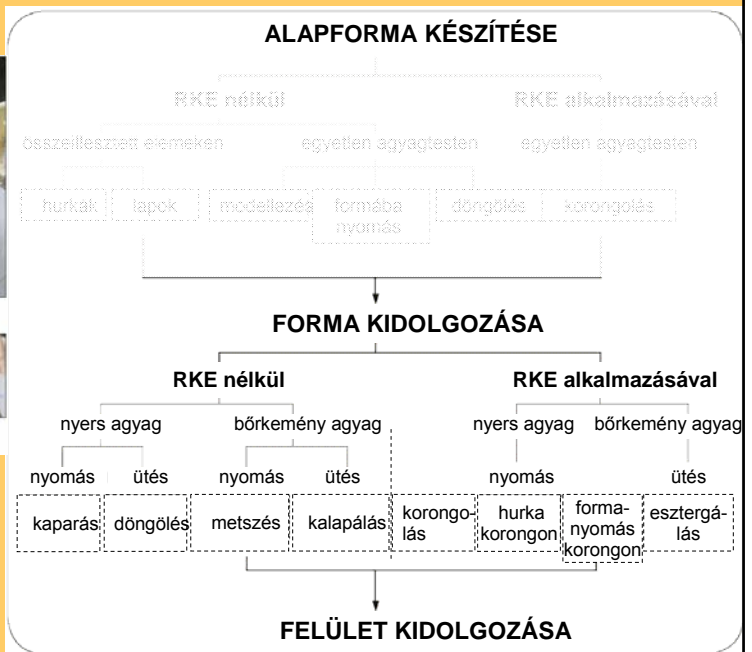 ALAPFORMA KÉSZÍTÉSE
RKE nélkül RKE alkalmazásával
összeillesztett elemeken egyetlen agyagtesten egyetlen agyagtesten
hurkák lapok modellezés formába nyomás döngölés korongolás
FORMA KIDOLGOZÁSA
RKE nélkül RKE alkalmazásával
nyers agyag bőrkemény agyag nyers agyag bőrkemény agyag
nyomás ütés nyomás ütés nyomás ütés
kaparás döngölés metszés kalapálás korongo-
lás hurka
korongon forma-
nyomás
korongon esztergá-
lás
FELÜLET KIDOLGOZÁSA